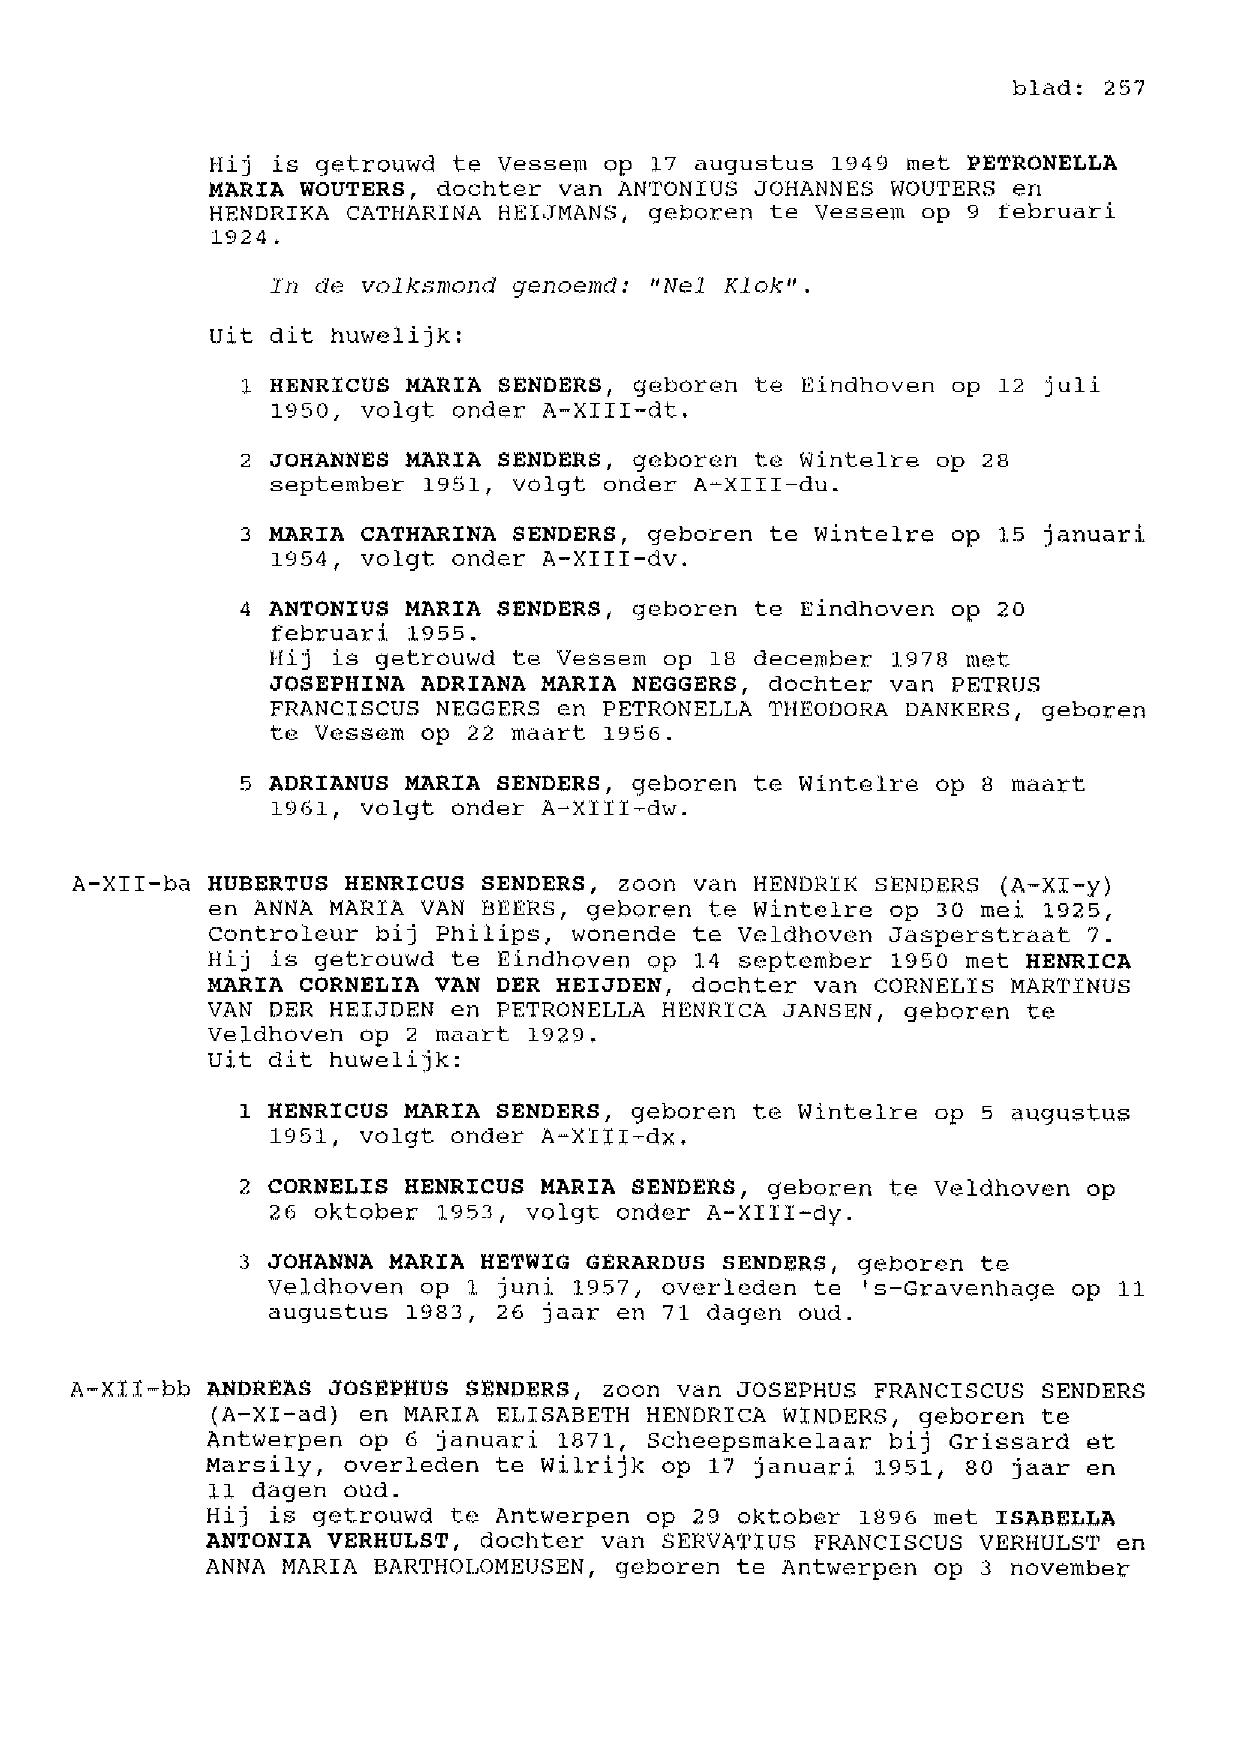 blad: 257
Hij is getrouwd te Vessem op 17 augustus 1949 met PETRONELLA
MARIA WOUTERS, dochter van ANTONIUS JOHANNES WOUTERS en
HENDRIKA CATHARINA HEIJMANS, geboren te Vessem op 9 februari
1924.
In de volksmond genoemd: "Nel Klok".
Uit dit huwelijk:
1 HENRICUS MARIA SENDERS, geboren te Eindhoven op 12 juli
1950, volgt onder A-XIII-dt.
2 JOHANNES MARIA SENDERS, geboren te Wintelre op 28
september 1951, volgt onder A-XIII-du.
3 MARIA CATHARINA SENDERS, geboren te Wintelre op 15 januari
1954, volgt onder A-XIII-dv.
4 ANTONIUS MARIA SENDERS, geboren te Eindhoven op 20
februari 1955.
Hij is getrouwd te Vessem op 18 december 1978 met
JOSEPHINA ADRIANA MARIA NEGGERS, dochter van PETRUS
FRANCISCUS NEGGERS en PETRONELLA THEODORA DANKERS, geboren
te Vessem op 22 maart 1956.
5 ADRIANUS MARIA SENDERS, geboren te Wintelre op 8 maart
1961, volgt onder A-XIII-dw.
A-XII-ba HUBERTUS HENRICUS SENDERS, zoon van HENDRIK SENDERS (A-XI-y)
en ANNA MARIA VAN BEERS, geboren te Wintelre op 30 mei 1925,
Controleur bij Philips, wonende te Veldhoven Jasperstraat 7.
Hij is getrouwd te Eindhoven op 14 september 1950 met HENRICA
MARIA CORNELIA VAN DER HEIJDEN, dochter van CORNELIS MARTINUS
VAN DER HEIJDEN en PETRONELLA HENRICA JANSEN, geboren te
Veldhoven op 2 maart 1929.
Uit dit huwelijk:
1 HENRICUS MARIA SENDERS, geboren te Wintelre op 5 augustus
1951, volgt onder A-XIII-dx.
2 CORNELIS HENRICUS MARIA SENDERS, geboren te Veldhoven op
26 oktober 1953, volgt onder A-XIII-dy.
3 JOHANNA MARIA HETWIG GERARDUS SENDERS, geboren te
Veldhoven op 1 juni 1957, overleden te 's-Gravenhage op 11
augustus 1983, 26 jaar en 71 dagen oud.
A-XII-bb ANDREAS JOSEPHUS SENDERS, zoon van JOSEPHUS FRANCISCUS SENDERS
(A-XI-ad) en MARIA ELISABETH HENDRICA WINDERS, geboren te
Antwerpen op 6 januari 1871, Scheepsmakelaar bij Grissard et
Marsily, overleden te Wilrijk op 17 januari 1951, 80 jaar en
11 dagen oud.
Hij is getrouwd te Antwerpen op 29 oktober 1896 met ISABELLA
ANTONIA VERHULST, dochter van SERVATIUS FRANCISCUS VERHULST en
ANNA MARIA BARTHOLOMEUSEN, geboren te Antwerpen op 3 november